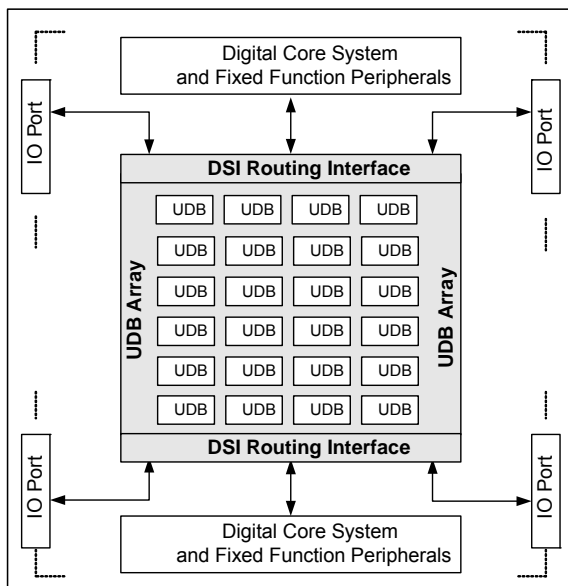 Digital Core System
and Fixed Function Peripherals
IO Port
IO Port
DSI Routing Interface
UDB Array
UDB Array
UDB UDB UDB UDB
UDB UDB UDB UDB
UDB UDB UDB UDB
UDB UDB UDB UDB
UDB UDB UDB UDB
UDB UDB UDB UDB
DSI Routing Interface
IO Port
IO Port
Digital Core System
and Fixed Function Peripherals